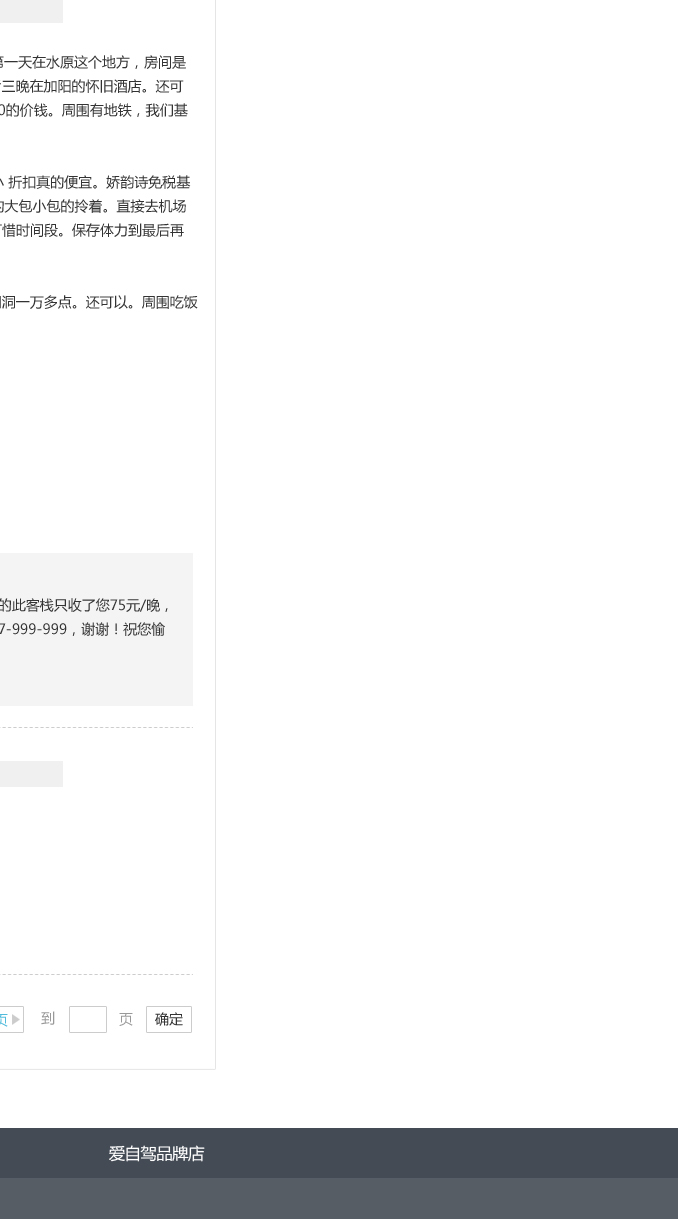 第一天在水原这个地方，房间是
三晚在加阳的怀旧酒店。还可
0的价钱。周围有地铁，我们基
折扣真的便宜。娇韵诗免税基
的大包小包的拎着。直接去机场
惜时间段。保存体力到最后再
洞一万多点。还可以。周围吃饭
的此客栈只收了您75元/晚，
7-999-999，谢谢！祝您愉
页 到 页 确定
爱自驾品牌店